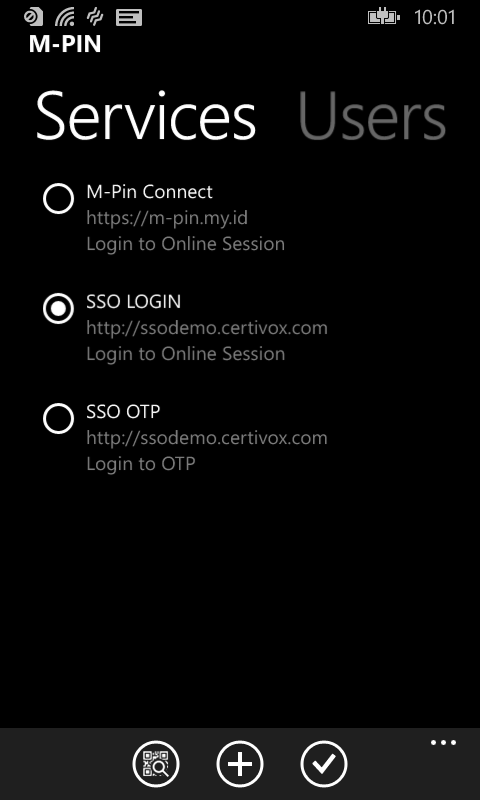 10:01
M-PIN
Services Users
M-Pin Connect
https://m-pin.my.id
Login to Online Session
SSO LOGIN
http://ssodemo.certivox.com
Login to Online Session
SSO OTP
http://ssodemo.certivox.com
Login to OTP